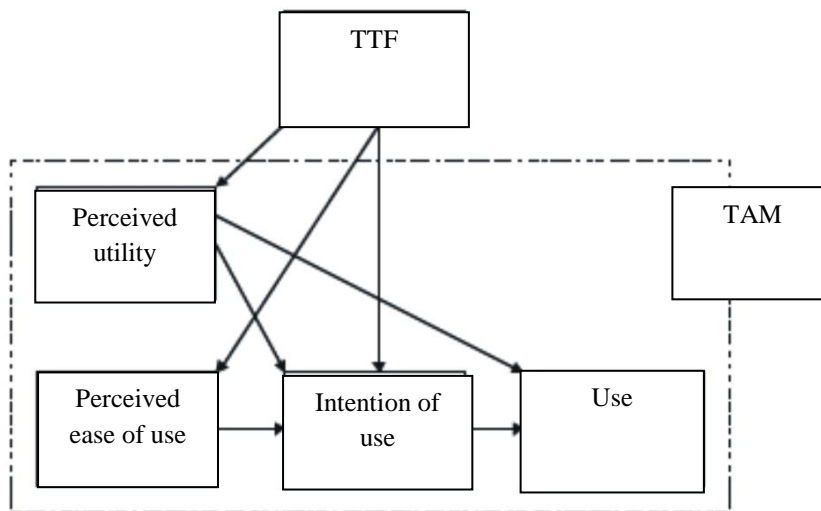 TTF
Perceived
utility
TAM
Perceived
ease of use
Intention of
use
Use